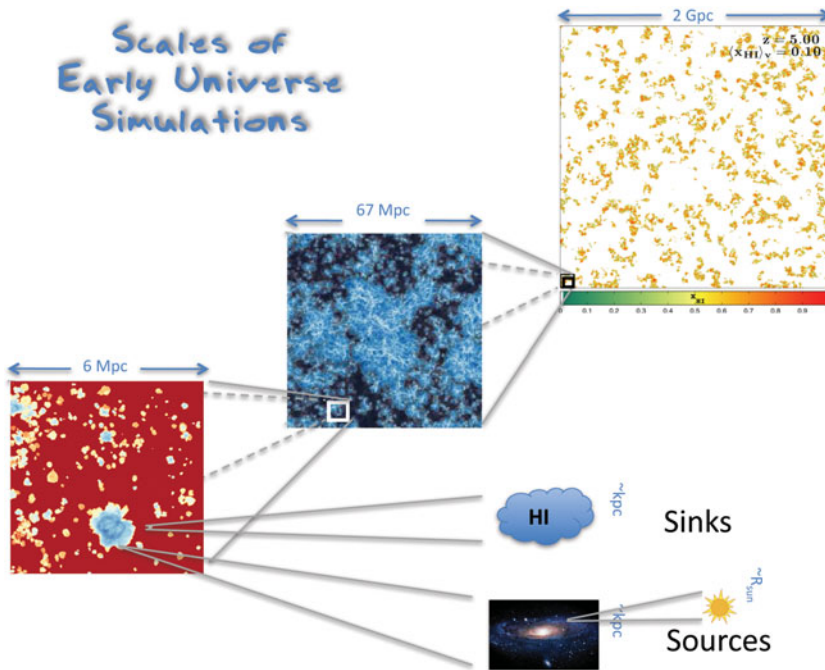 Scales of
Early Universe
Simulations
2 Gpc
z = 5.00
⟨x_HI⟩_v = 0.10
67 Mpc
0 0.1 0.2 0.3 0.4 0.5 0.6 0.7 0.8 0.9
x_HI
6 Mpc
HI
~kpc
Sinks
~kpc
~R_sun
Sources